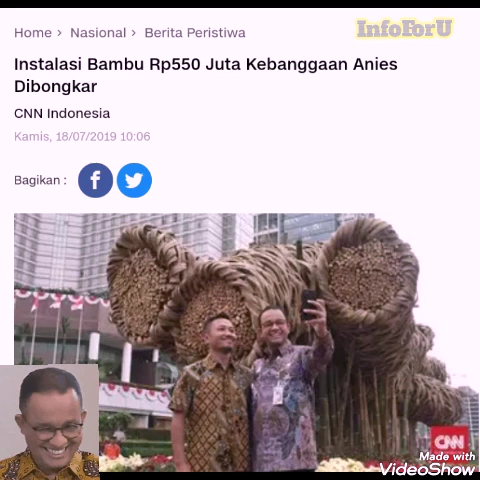 InfoForU
Home › Nasional › Berita Peristiwa
Instalasi Bambu Rp550 Juta Kebanggaan Anies
Dibongkar
CNN Indonesia
Kamis, 18/07/2019 10:06
Bagikan :
CNN
Made with
VideoShow